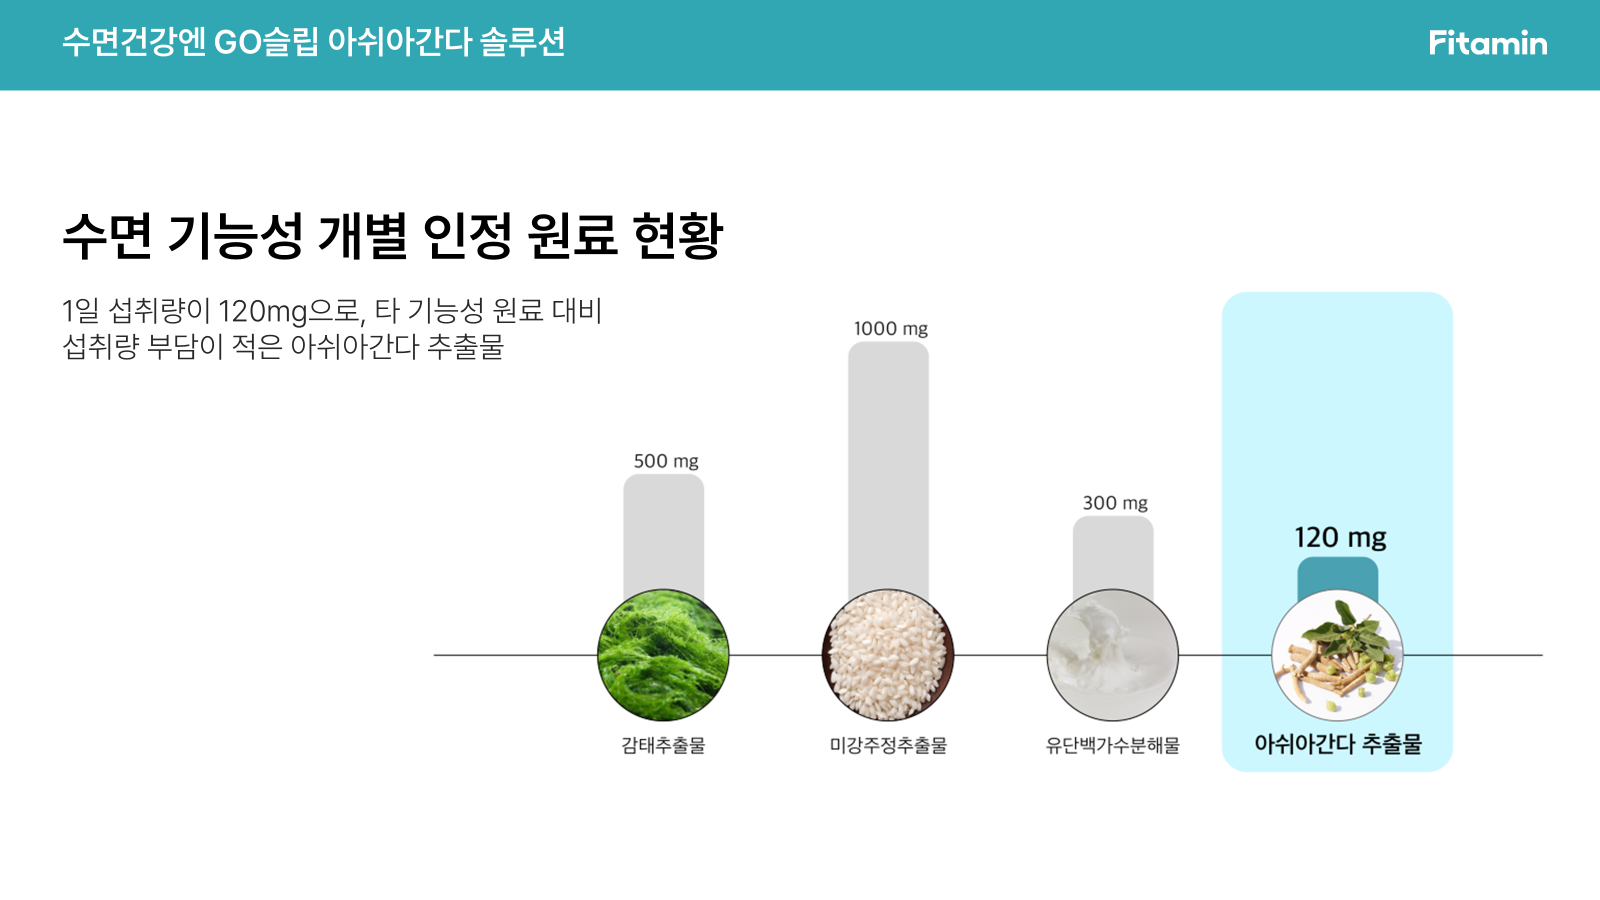 수면건강엔 GO슬립 아쉬아간다 솔루션
Fitamin
수면 기능성 개별 인정 원료 현황
1일 섭취량이 120mg으로, 타 기능성 원료 대비
섭취량 부담이 적은 아쉬아간다 추출물
500 mg
1000 mg
300 mg
120 mg
감태추출물
미강주정추출물
유단백가수분해물
아쉬아간다 추출물